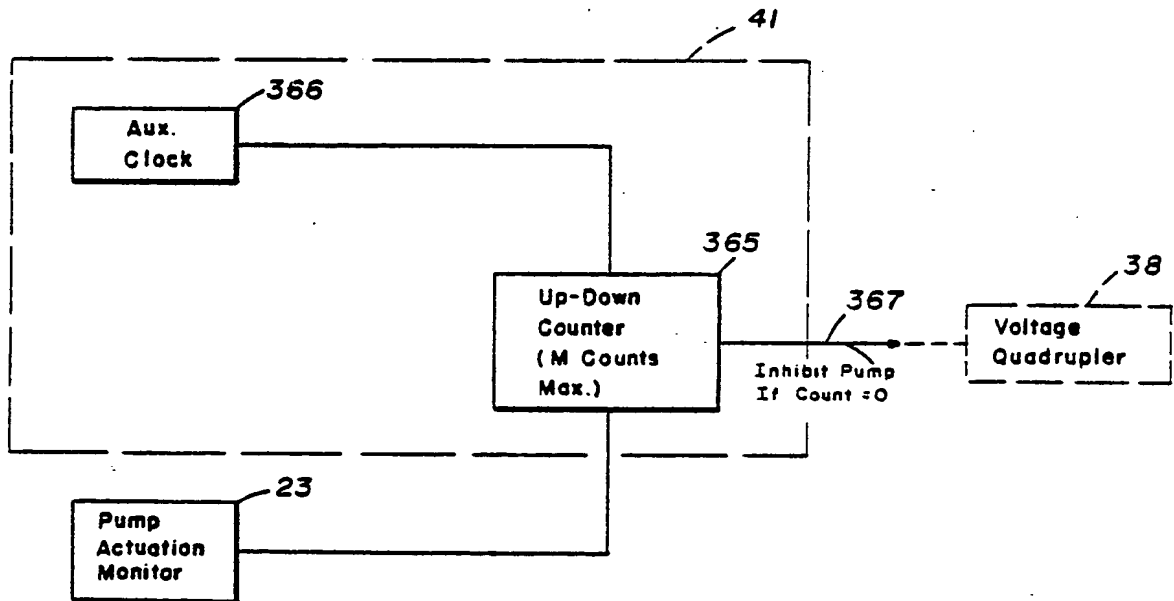 41
366
Aux.
Clock
365
Up-Down
Counter
(M Counts
Max.)
367
Inhibit Pump
If Count =0
38
Voltage
Quadrupler
23
Pump
Actuation
Monitor